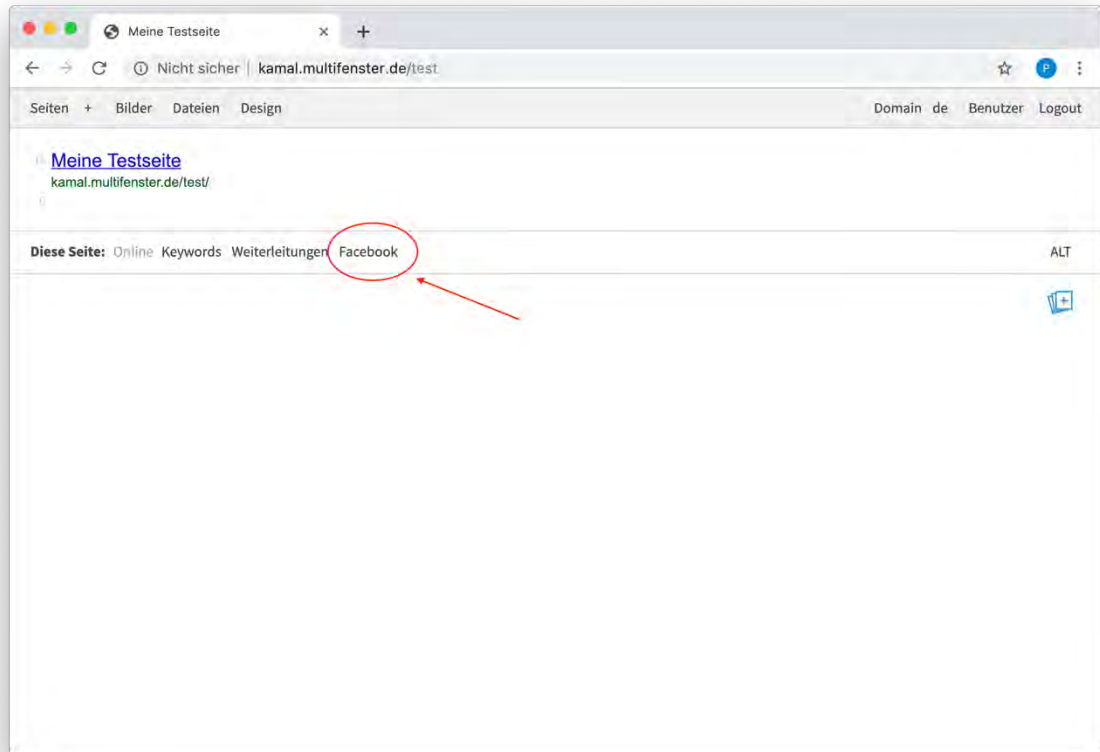 Meine Testseite
Nicht sicher | kamal.multifenster.de/test
P
Seiten + Bilder Dateien Design Domain de Benutzer Logout
Meine Testseite
kamal.multifenster.de/test/
Diese Seite: Online Keywords Weiterleitungen Facebook ALT